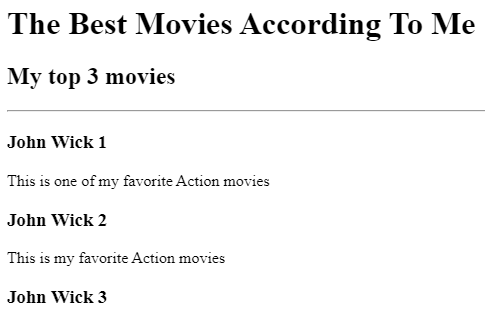 The Best Movies According To Me
My top 3 movies
John Wick 1
This is one of my favorite Action movies
John Wick 2
This is my favorite Action movies
John Wick 3